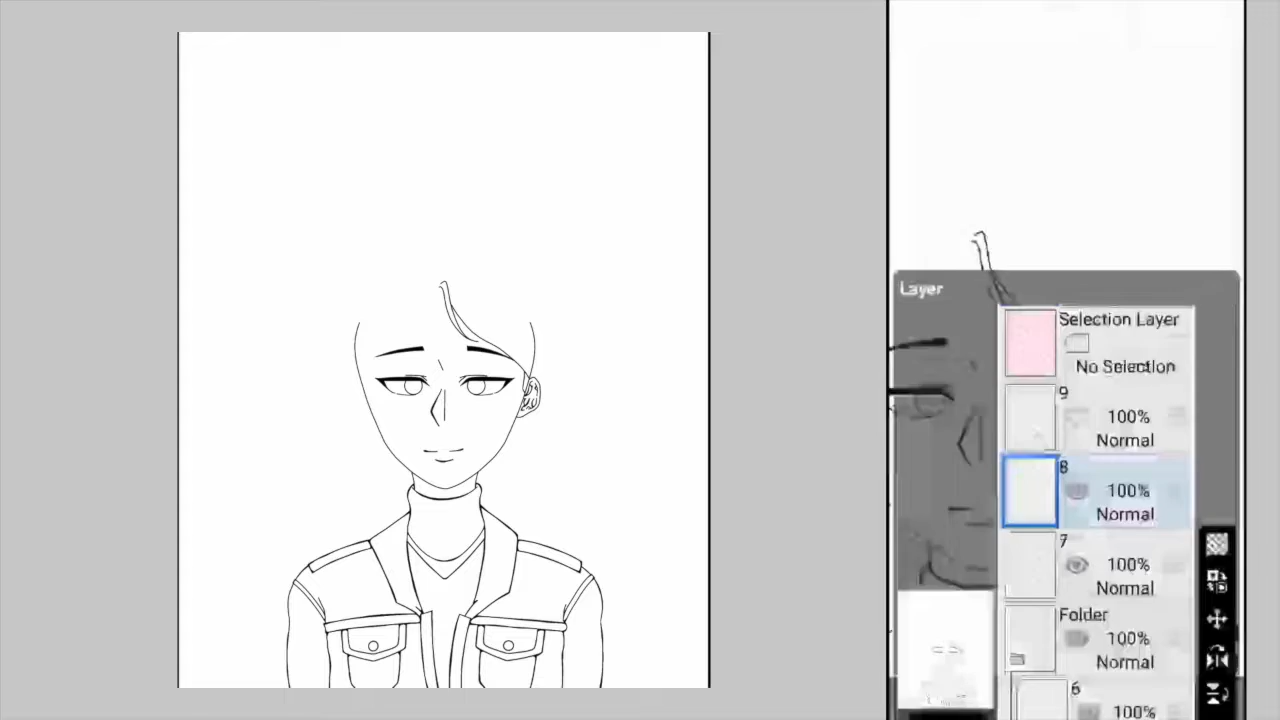 Layer
Selection Layer
No Selection
9
100%
Normal
8
100%
Normal
7
100%
Normal
Folder
100%
Normal
6
100%